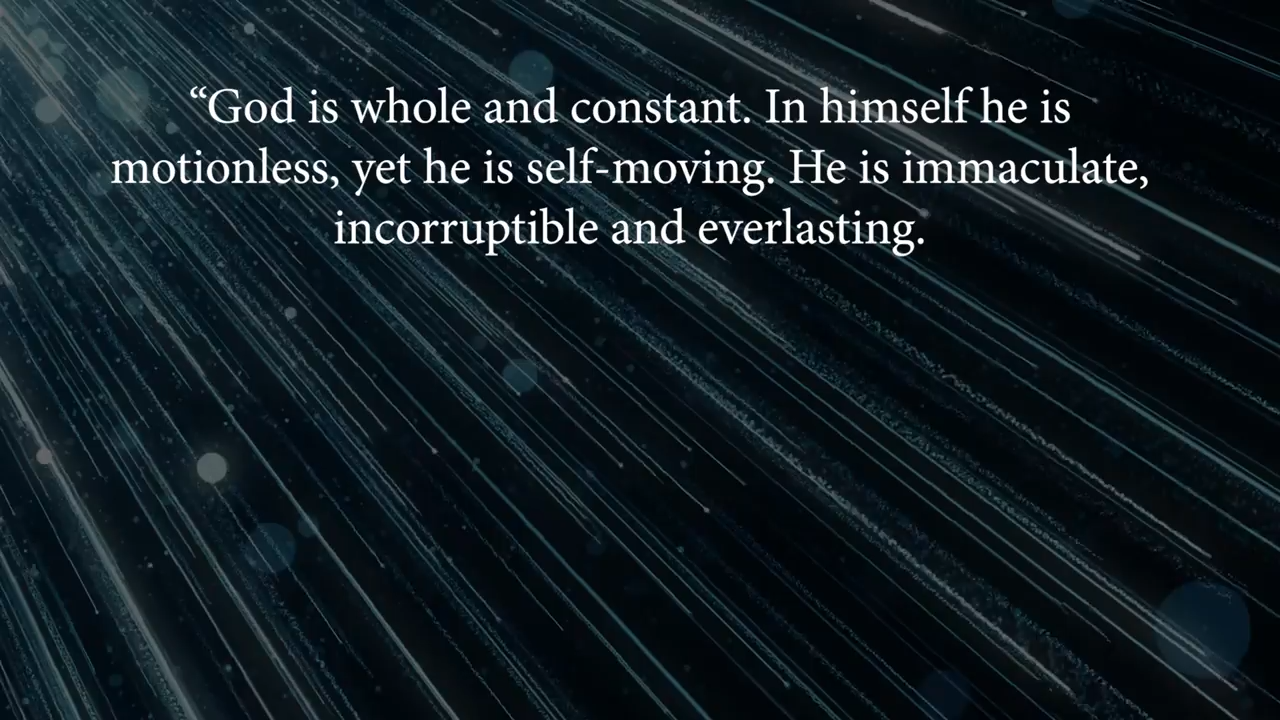 “God is whole and constant. In himself he is
motionless, yet he is self-moving. He is immaculate,
incorruptible and everlasting.